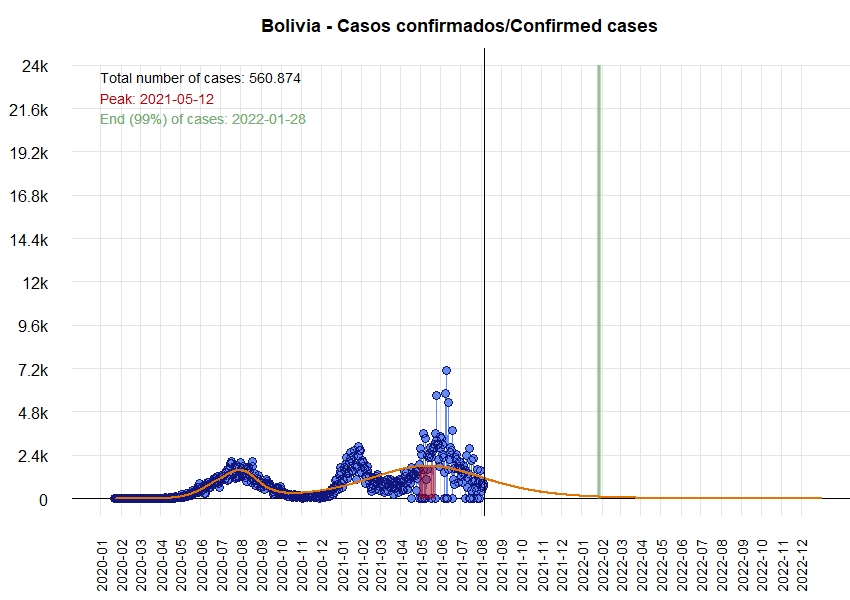 Bolivia - Casos confirmados/Confirmed cases
Total number of cases: 560.874
Peak: 2021-05-12
End (99%) of cases: 2022-01-28
24k
21.6k
19.2k
16.8k
14.4k
12k
9.6k
7.2k
4.8k
2.4k
0
2020-01
2020-02
2020-03
2020-04
2020-05
2020-06
2020-07
2020-08
2020-09
2020-10
2020-11
2020-12
2021-01
2021-02
2021-03
2021-04
2021-05
2021-06
2021-07
2021-08
2021-09
2021-10
2021-11
2021-12
2022-01
2022-02
2022-03
2022-04
2022-05
2022-06
2022-07
2022-08
2022-09
2022-10
2022-11
2022-12